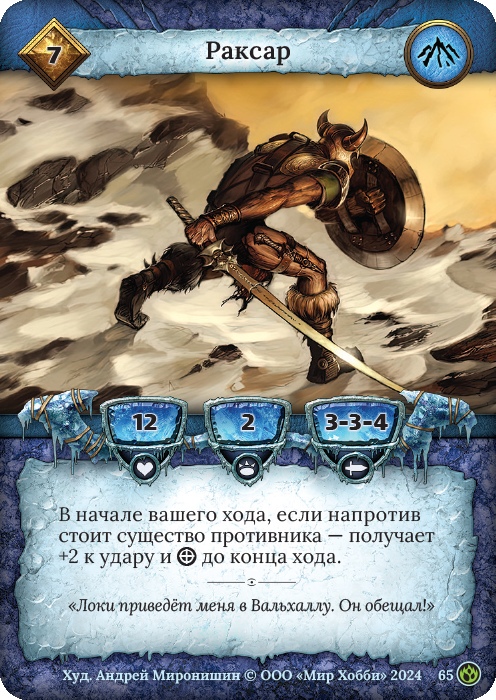 7
Раксар
12
2
3-3-4
В начале вашего хода, если напротив
стоит существо противника — получает
+2 к удару и до конца хода.
«Локи приведёт меня в Вальхаллу. Он обещал!»
Худ. Андрей Миронишин © ООО «Мир Хобби» 2024 65